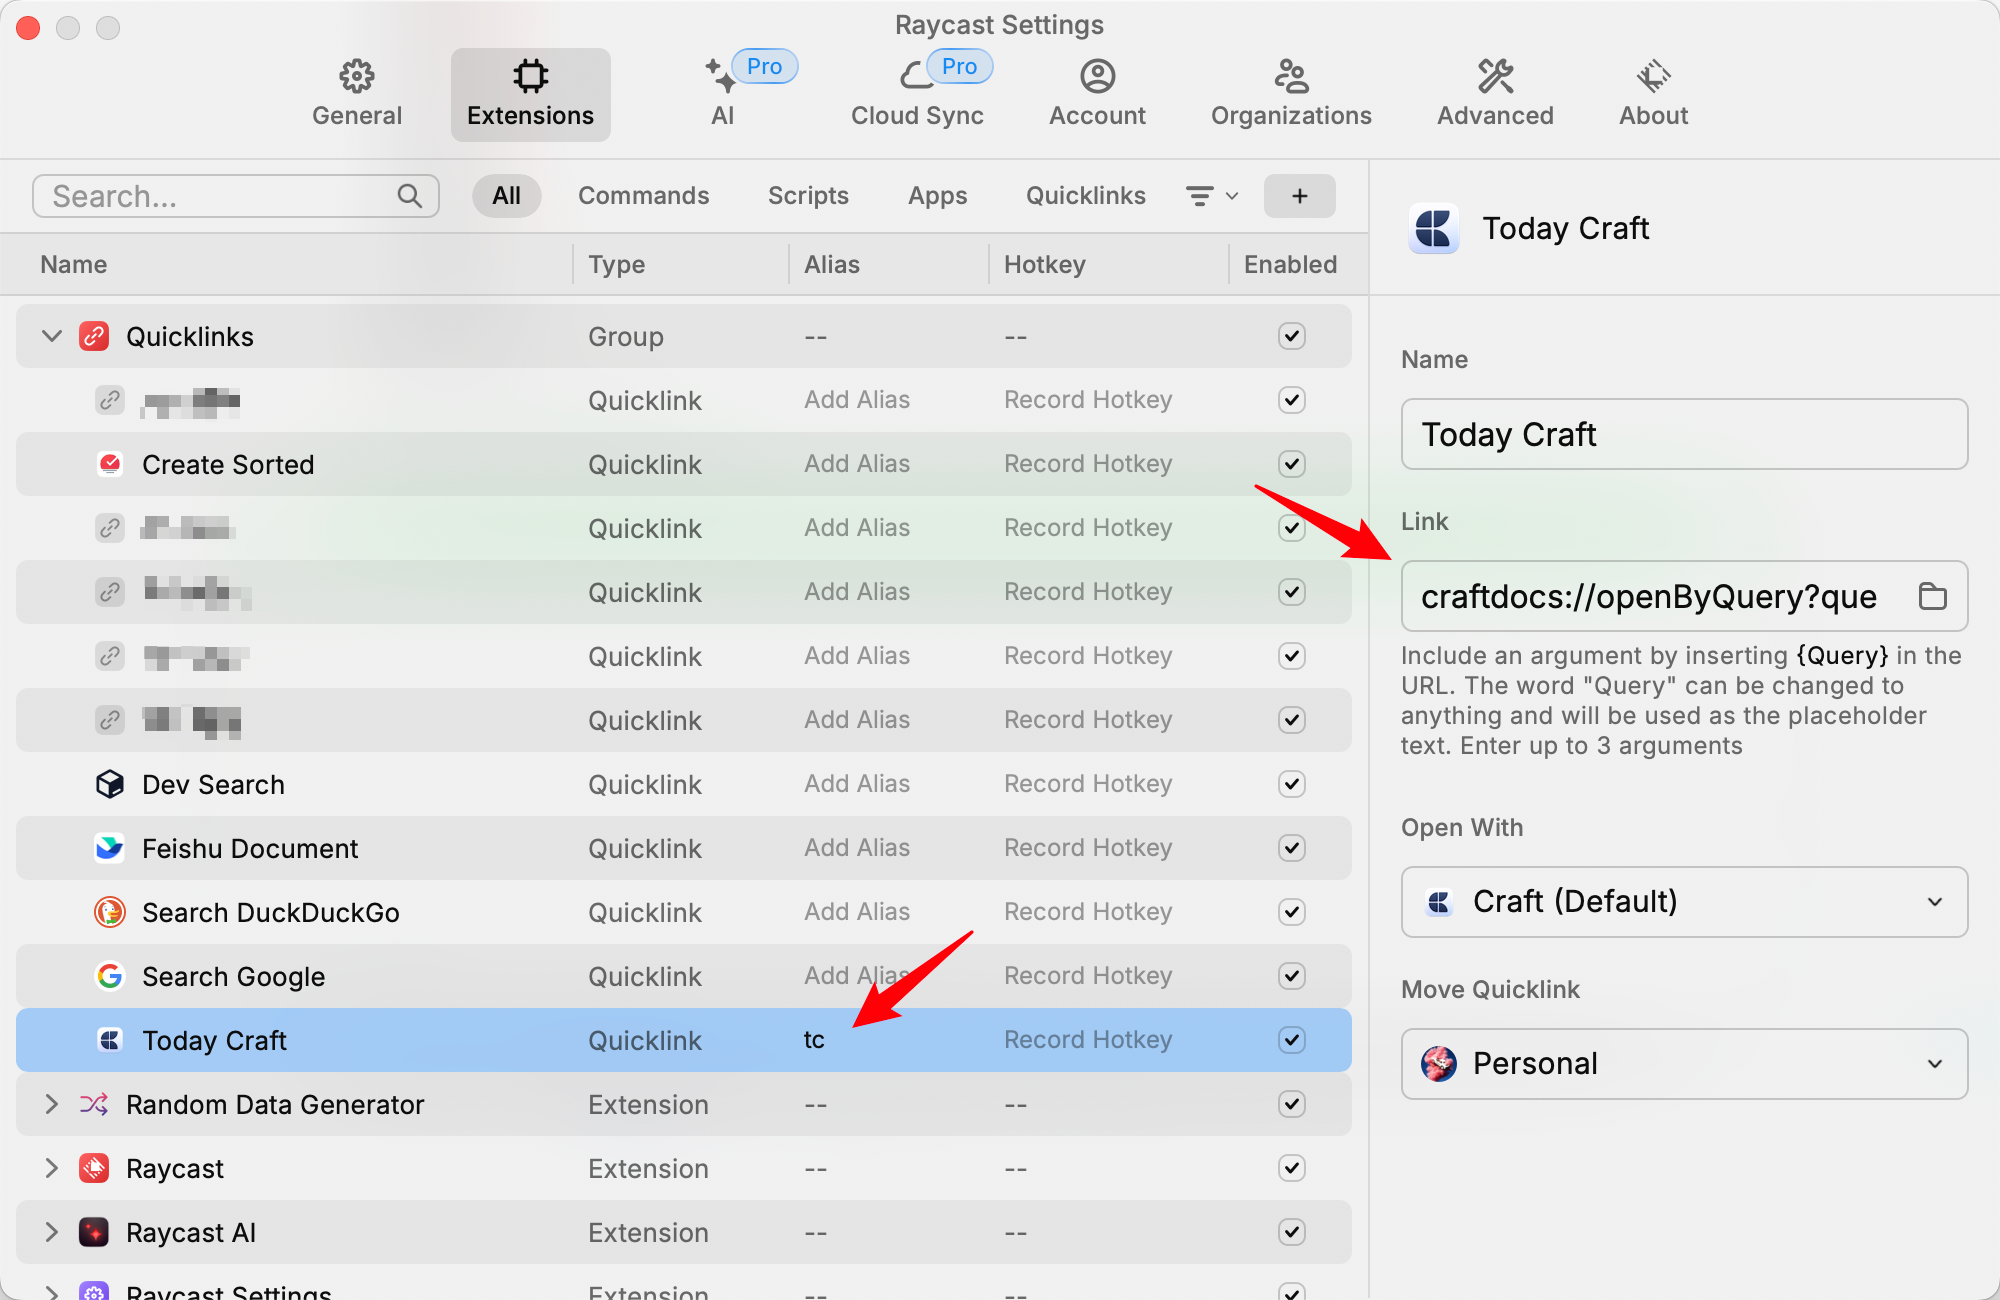 Raycast Settings
General
Extensions
Pro
AI
Pro
Cloud Sync
Account
Organizations
Advanced
About
Search...
All
Commands
Scripts
Apps
Quicklinks
+
Name Type Alias Hotkey Enabled
Quicklinks Group -- --
Quicklink Add Alias Record Hotkey
Create Sorted Quicklink Add Alias Record Hotkey
Quicklink Add Alias Record Hotkey
Quicklink Add Alias Record Hotkey
Quicklink Add Alias Record Hotkey
Quicklink Add Alias Record Hotkey
Dev Search Quicklink Add Alias Record Hotkey
Feishu Document Quicklink Add Alias Record Hotkey
Search DuckDuckGo Quicklink Add Alias Record Hotkey
Search Google Quicklink Add Alias Record Hotkey
Today Craft Quicklink tc Record Hotkey
Random Data Generator Extension -- --
Raycast Extension -- --
Raycast AI Extension -- --
Raycast Settings Extension -- --
Today Craft
Name
Today Craft
Link
craftdocs://openByQuery?que
Include an argument by inserting {Query} in the
URL. The word "Query" can be changed to
anything and will be used as the placeholder
text. Enter up to 3 arguments
Open With
Craft (Default)
Move Quicklink
Personal